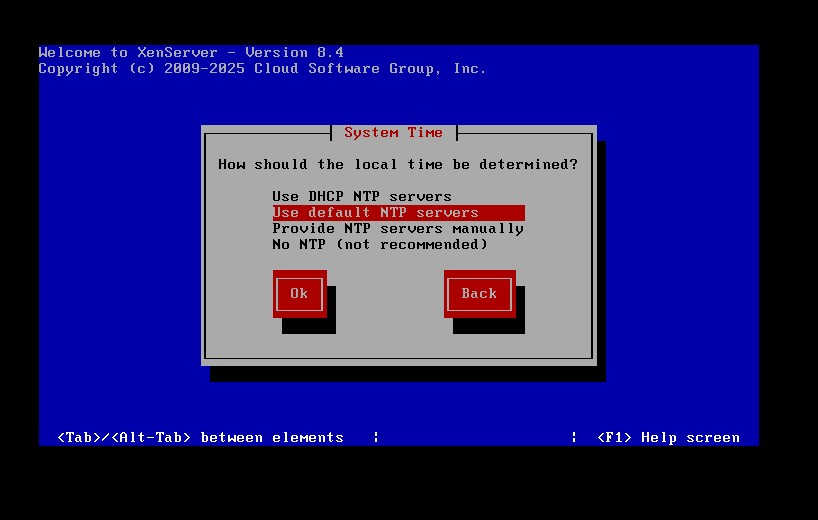 Welcome to XenServer - Version 8.4
Copyright (c) 2009-2025 Cloud Software Group, Inc.
System Time
How should the local time be determined?
Use DHCP NTP servers
Use default NTP servers
Provide NTP servers manually
No NTP (not recommended)
Ok Back
<Tab>/<Alt-Tab> between elements | | <F1> Help screen